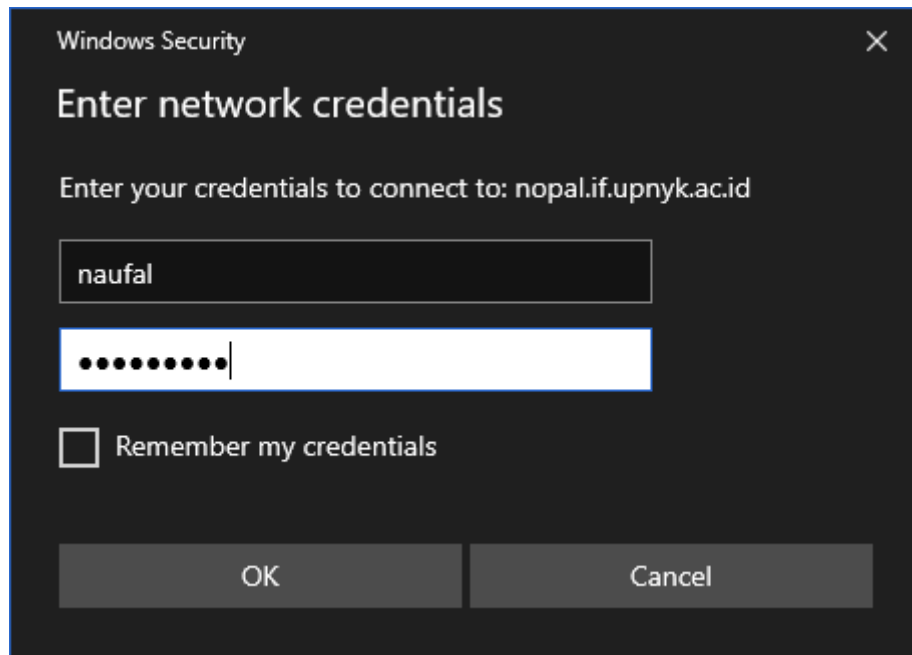 Windows Security
Enter network credentials
Enter your credentials to connect to: nopal.if.upnyk.ac.id
naufal
●●●●●●●●●
Remember my credentials
OK
Cancel